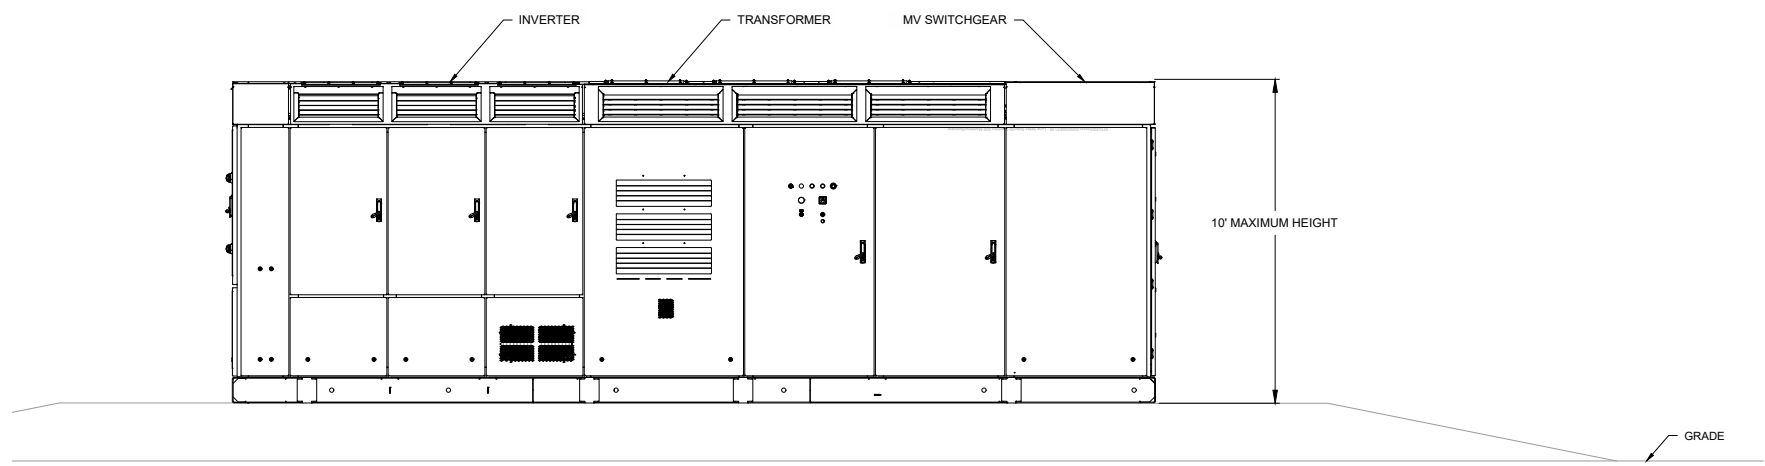 INVERTER
TRANSFORMER
MV SWITCHGEAR
10' MAXIMUM HEIGHT
GRADE